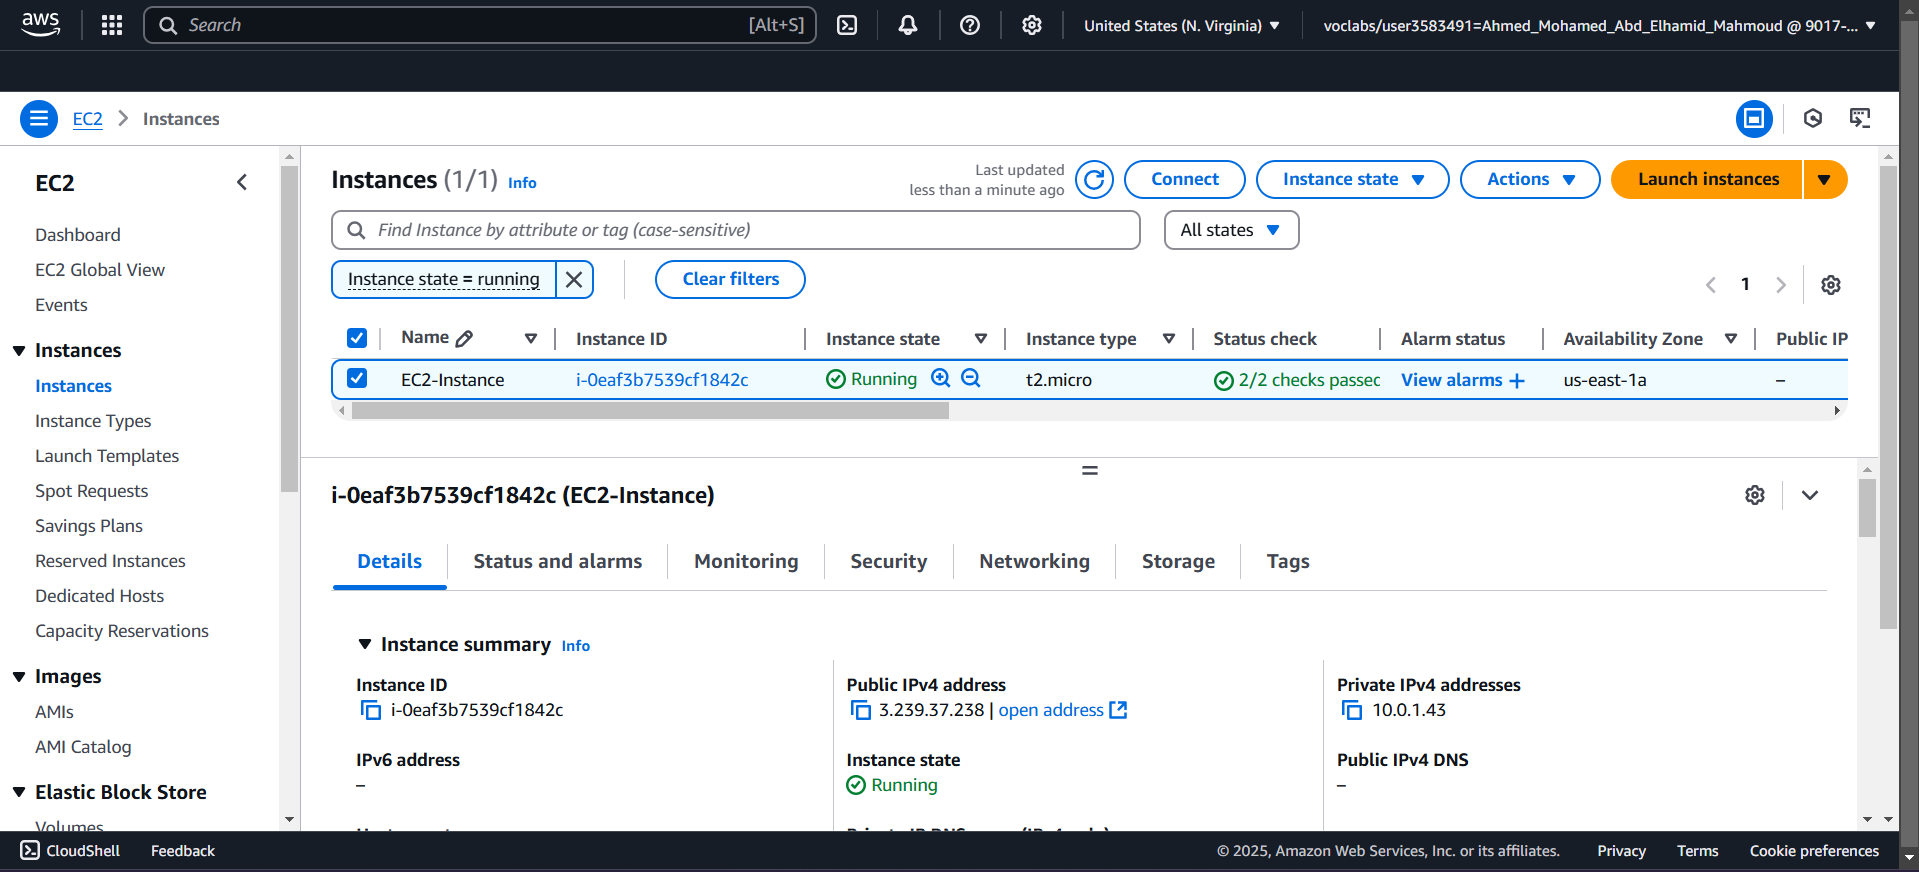 aws
Search [Alt+S]
United States (N. Virginia)
voclabs/user3583491=Ahmed_Mohamed_Abd_Elhamid_Mahmoud @ 9017-...
EC2 > Instances
EC2
Dashboard
EC2 Global View
Events
Instances
Instances
Instance Types
Launch Templates
Spot Requests
Savings Plans
Reserved Instances
Dedicated Hosts
Capacity Reservations
Images
AMIs
AMI Catalog
Elastic Block Store
Volumes
Instances (1/1) Info
Last updated
less than a minute ago
Connect
Instance state
Actions
Launch instances
Find Instance by attribute or tag (case-sensitive)
All states
Instance state = running
Clear filters
1
Name Instance ID Instance state Instance type Status check Alarm status Availability Zone Public IP
EC2-Instance i-0eaf3b7539cf1842c Running t2.micro 2/2 checks passec View alarms + us-east-1a –
i-0eaf3b7539cf1842c (EC2-Instance)
Details Status and alarms Monitoring Security Networking Storage Tags
Instance summary Info
Instance ID
i-0eaf3b7539cf1842c
Public IPv4 address
3.239.37.238 | open address
Private IPv4 addresses
10.0.1.43
IPv6 address
–
Instance state
Running
Public IPv4 DNS
–
CloudShell Feedback
© 2025, Amazon Web Services, Inc. or its affiliates. Privacy Terms Cookie preferences